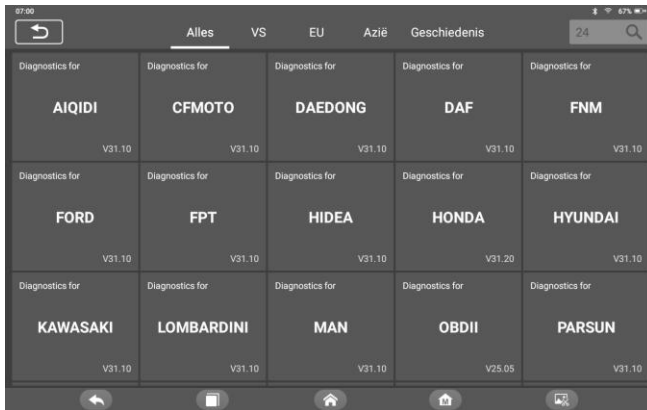 07:00 67%
Alles VS EU Azië Geschiedenis 24
Diagnostics for Diagnostics for Diagnostics for Diagnostics for Diagnostics for
AIQIDI CFMOTO DAEDONG DAF FNM
V31.10 V31.10 V31.10 V31.10 V31.10
Diagnostics for Diagnostics for Diagnostics for Diagnostics for Diagnostics for
FORD FPT HIDEA HONDA HYUNDAI
V31.10 V31.10 V31.10 V31.20 V31.10
Diagnostics for Diagnostics for Diagnostics for Diagnostics for Diagnostics for
KAWASAKI LOMBARDINI MAN OBDII PARSUN
V31.10 V31.10 V31.10 V25.05 V31.10
M